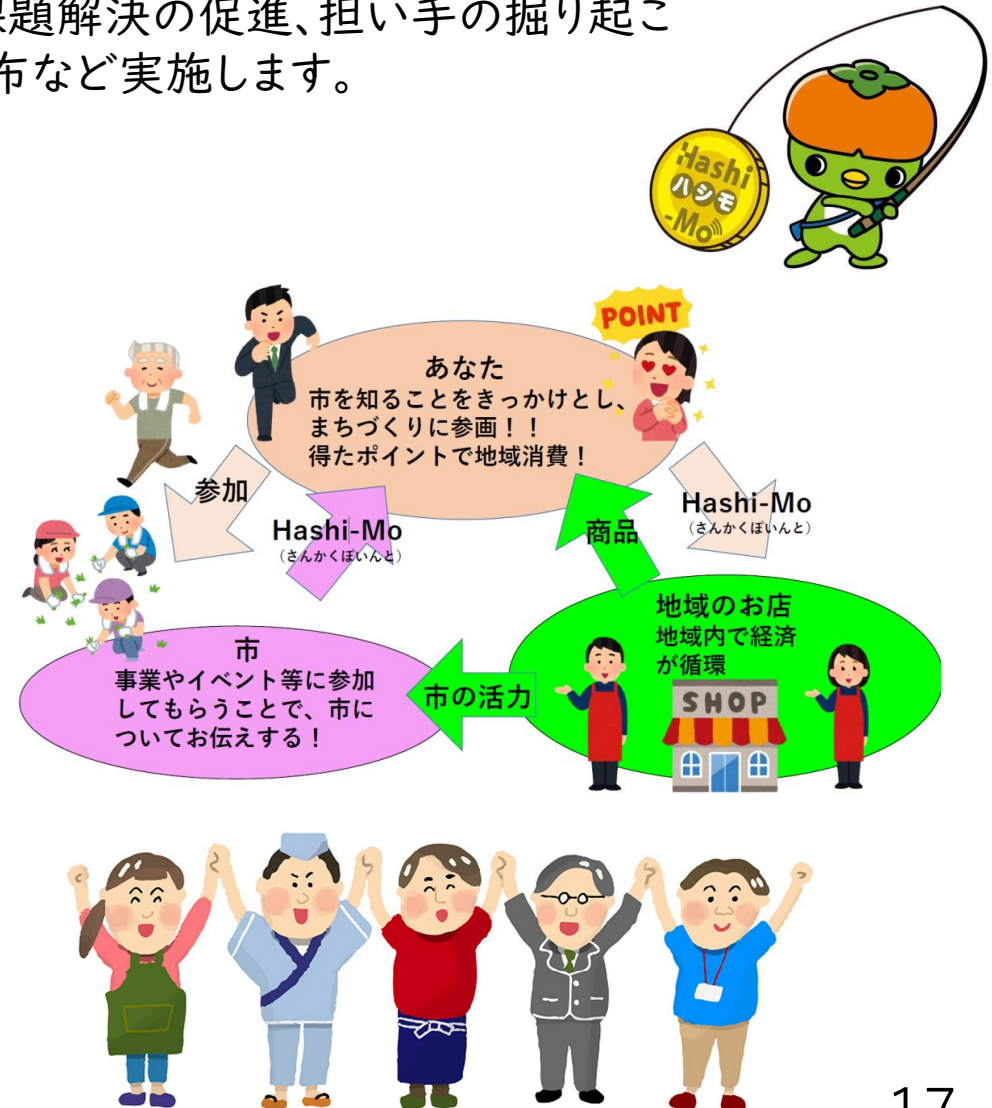 課題解決の促進、担い手の掘り起こ
布など実施します。
Hashi
ハシモ
-Mo
POINT
あなた
市を知ることをきっかけとし、
まちづくりに参画！！
得たポイントで地域消費！
参加
Hashi-Mo
（さんかくぽいんと）
商品
Hashi-Mo
（さんかくぽいんと）
地域のお店
地域内で経済
が循環
SHOP
市の活力
市
事業やイベント等に参加
してもらうことで、市に
ついてお伝えする！
17